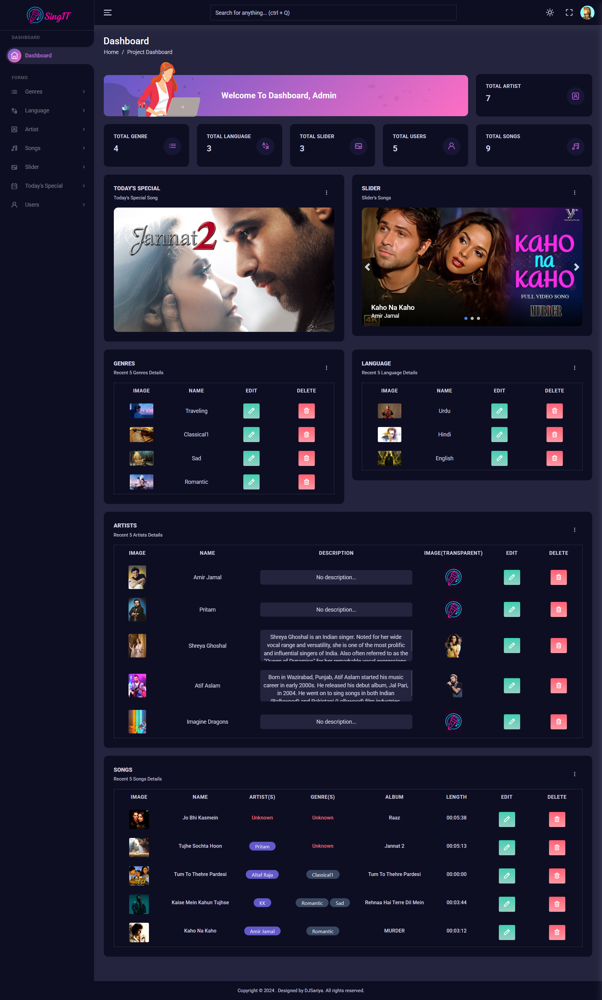 SingIT
Search for anything... (ctrl + Q)
DASHBOARD
Dashboard
FORMS
Genres
Language
Artist
Songs
Slider
Today's Special
Users
Dashboard
Home / Project Dashboard
Welcome To Dashboard, Admin
TOTAL ARTIST
7
TOTAL GENRE
4
TOTAL LANGUAGE
3
TOTAL SLIDER
3
TOTAL USERS
5
TOTAL SONGS
9
TODAY'S SPECIAL
Today's Special Song
Jannat 2
SLIDER
Slider's Songs
KAHO
na
KAHO
FULL VIDEO SONG
MURDER
Kaho Na Kaho
Amir Jamal
4K
GENRES
Recent 5 Genres Details
IMAGE NAME EDIT DELETE
Traveling
Classical1
Sad
Romantic
LANGUAGE
Recent 5 Language Details
IMAGE NAME EDIT DELETE
Urdu
Hindi
English
ARTISTS
Recent 5 Artists Details
IMAGE NAME DESCRIPTION IMAGE(TRANSPARENT) EDIT DELETE
Amir Jamal No description...
Pritam No description...
Shreya Ghoshal
Shreya Ghoshal is an Indian singer. Noted for her wide
vocal range and versatility, she is one of the most prolific
and influential singers of India. Also often referred to as the
"Queen of Dynamics" for her remarkable vocal expressions
Atif Aslam
Born in Wazirabad, Punjab, Atif Aslam started his music
career in early 2000s. He released his debut album, Jal Pari,
in 2004. He went on to sing songs in both Indian
(Bollywood) and Pakistani (Lollywood) film industries
Imagine Dragons No description...
SONGS
Recent 5 Songs Details
IMAGE NAME ARTIST(S) GENRE(S) ALBUM LENGTH EDIT DELETE
Jo Bhi Kasmein Unknown Unknown Raaz 00:05:38
Tujhe Sochta Hoon Pritam Unknown Jannat 2 00:05:13
Tum To Thehre Pardesi Altaf Raja Classical1 Tum To Thehre Pardesi 00:00:00
PARDESI
Kaise Mein Kahun Tujhse KK Romantic Sad Rehnaa Hai Terre Dil Mein 00:03:44
Kaho Na Kaho Amir Jamal Romantic MURDER 00:03:12
Copyright © 2024 . Designed by DJSariya. All rights reserved.